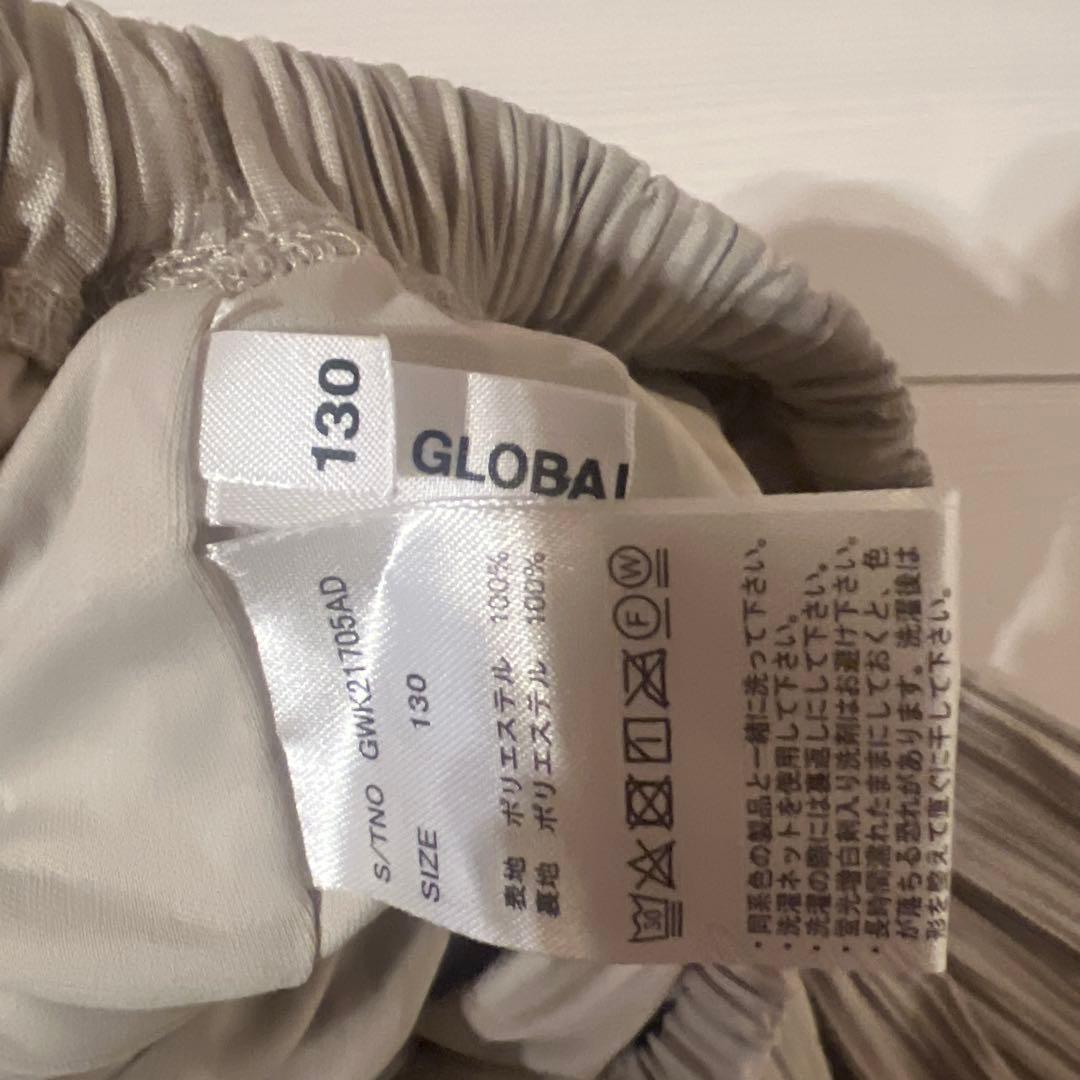 130
GLOBAL
S/TNO GWK21705AD
SIZE 130
表地 ポリエステル 100%
裏地 ポリエステル 100%
30
F
W
・同系色の製品と一緒に洗って下さい。
・洗濯ネットを使用して下さい。
・洗濯の際には裏返しにして下さい。
・蛍光増白剤入り洗剤はお避け下さい。
・長時間濡れたままにしておくと、色
が落ちる恐れがあります。洗濯後は
形を整えて直ぐに干して下さい。